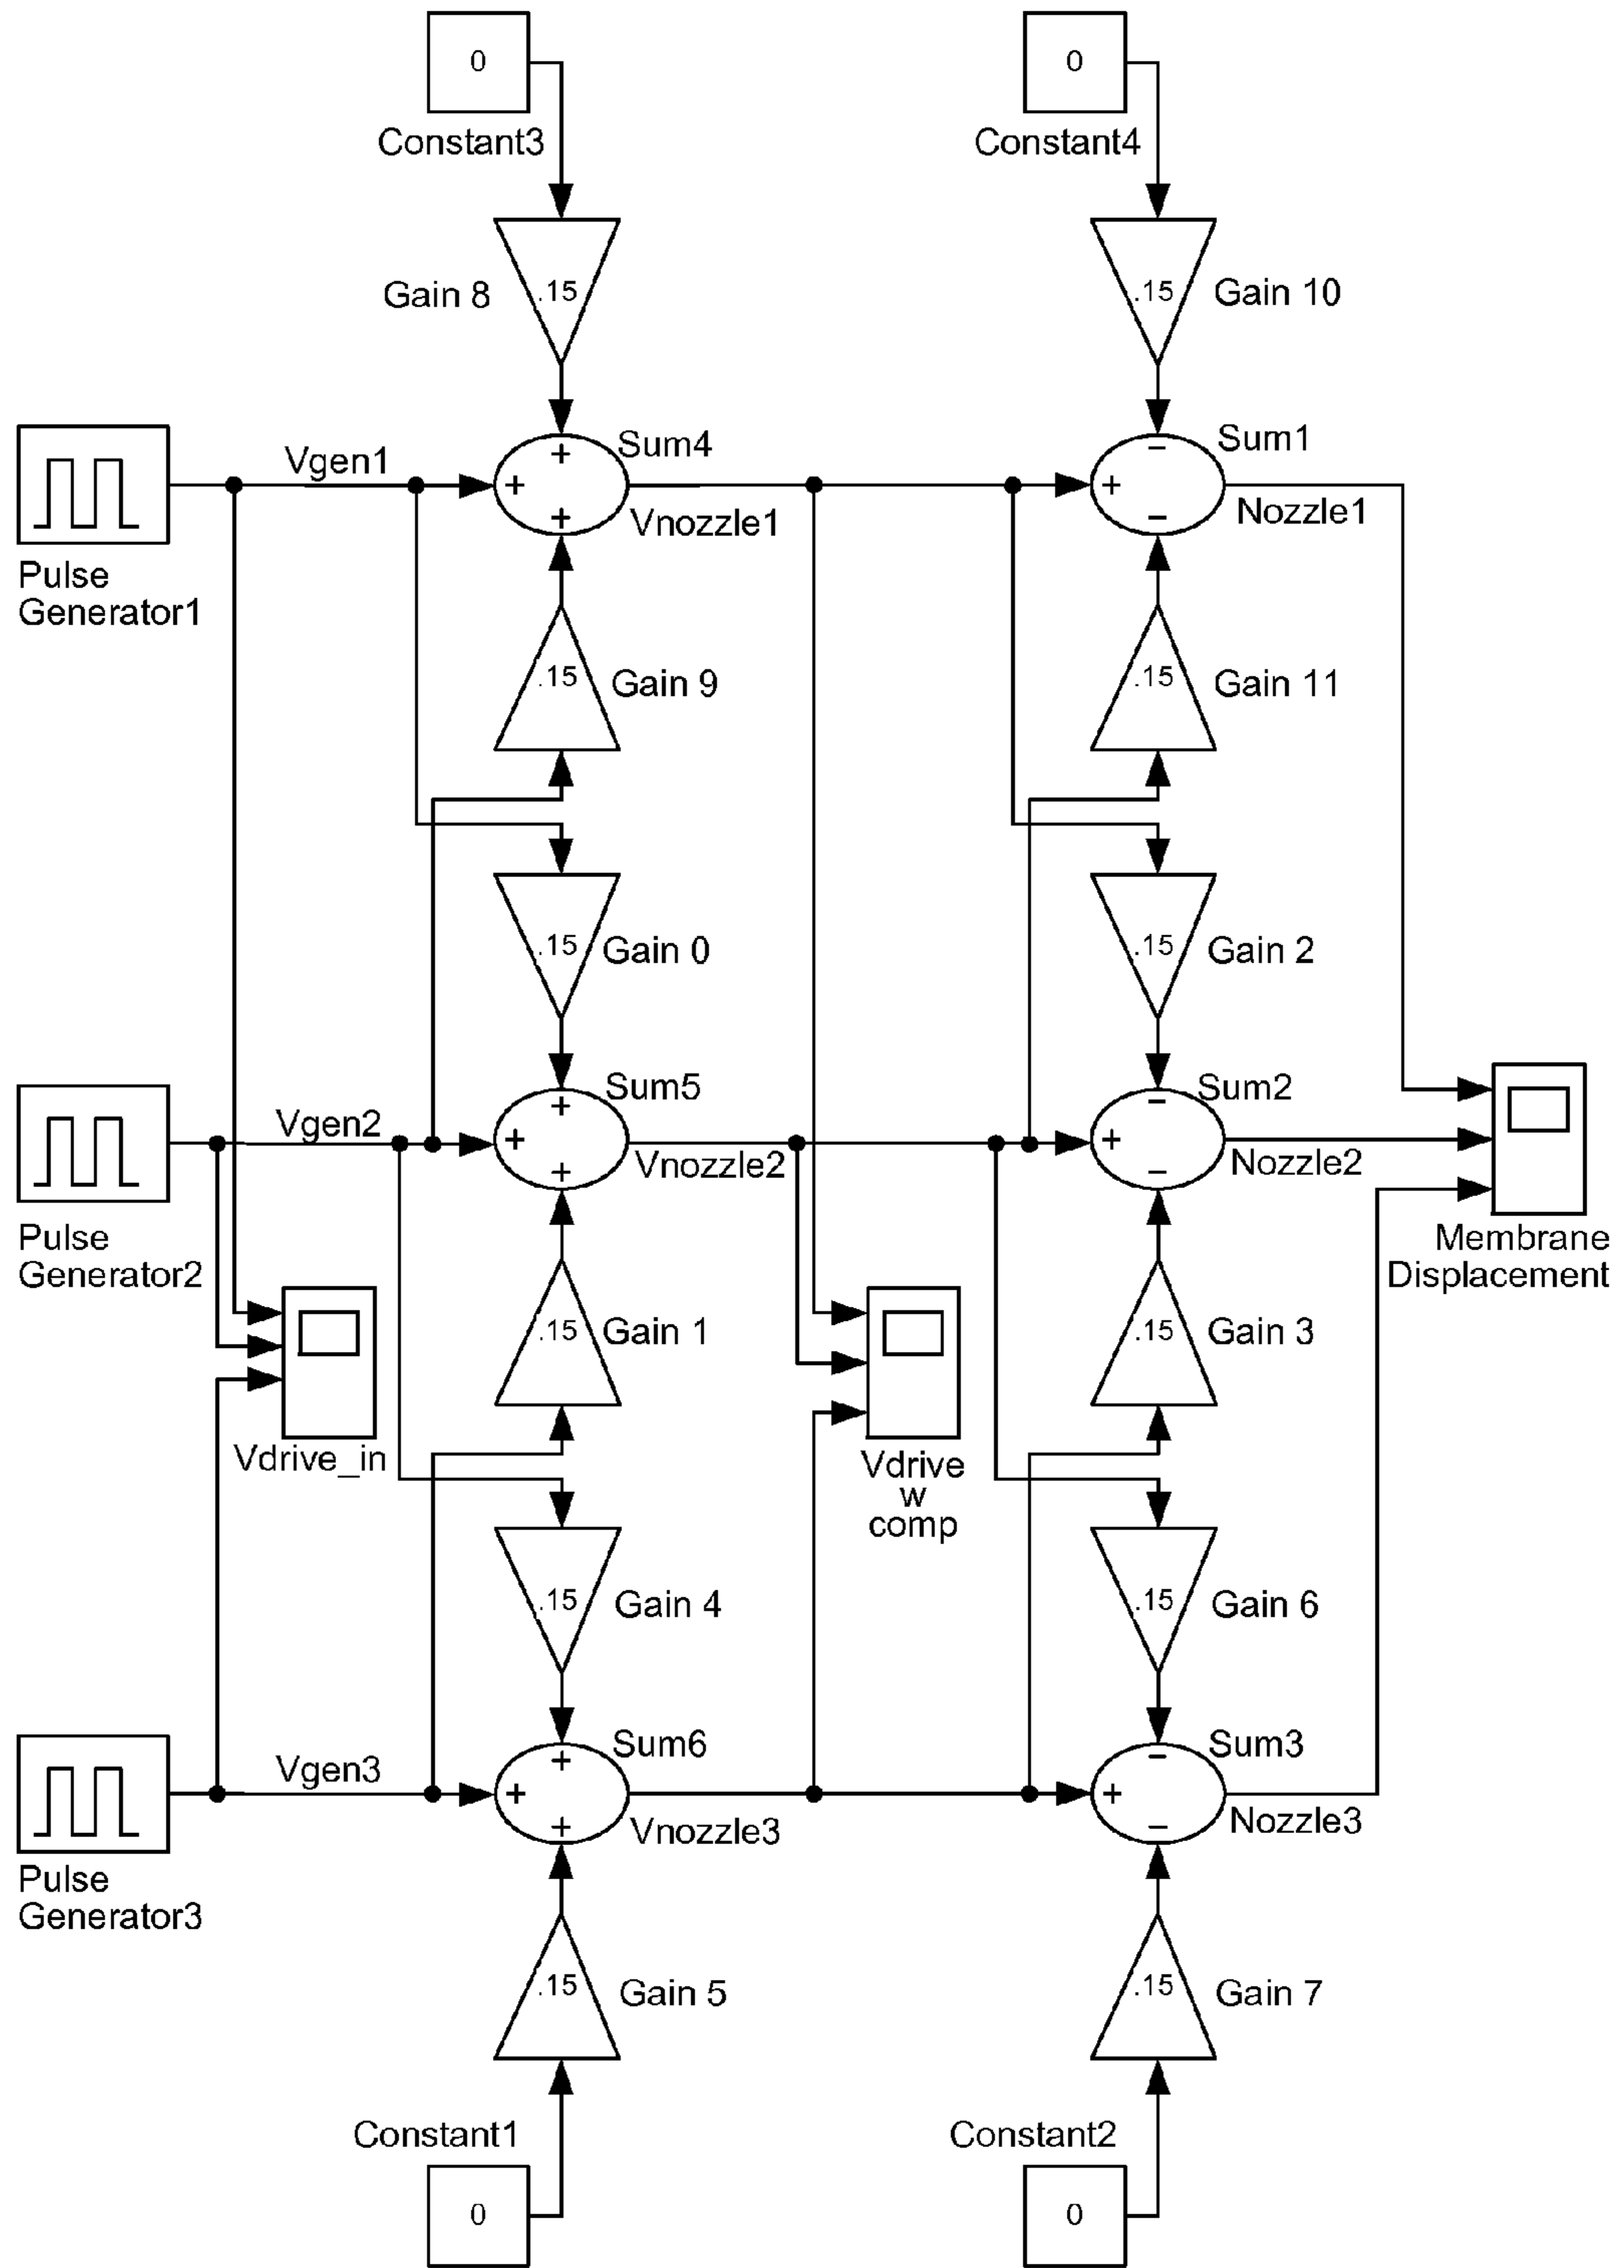 0
0
Constant3
Constant4
.15
Gain 8
.15
Gain 10
Pulse
Generator1
Vgen1
+
+
+
Sum4
Vnozzle1
−
+
−
Sum1
Nozzle1
.15
Gain 9
.15
Gain 11
.15
Gain 0
.15
Gain 2
Pulse
Generator2
Vgen2
+
+
+
Sum5
Vnozzle2
−
+
−
Sum2
Nozzle2
Membrane
Displacement
Vdrive_in
.15
Gain 1
Vdrive
w
comp
.15
Gain 3
.15
Gain 4
.15
Gain 6
Pulse
Generator3
Vgen3
+
+
+
Sum6
Vnozzle3
−
+
−
Sum3
Nozzle3
.15
Gain 5
.15
Gain 7
Constant1
Constant2
0
0